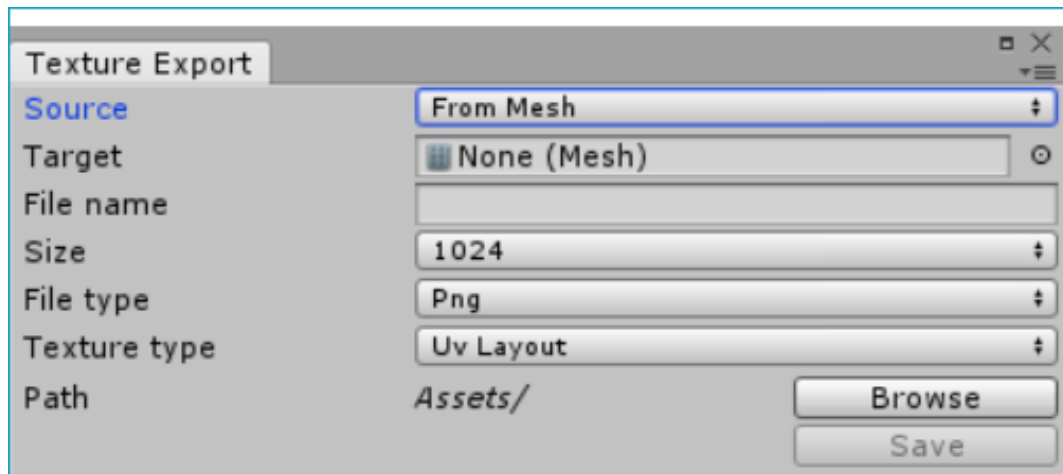 Texture Export
Source From Mesh
Target None (Mesh)
File name
Size 1024
File type Png
Texture type Uv Layout
Path Assets/ Browse
Save